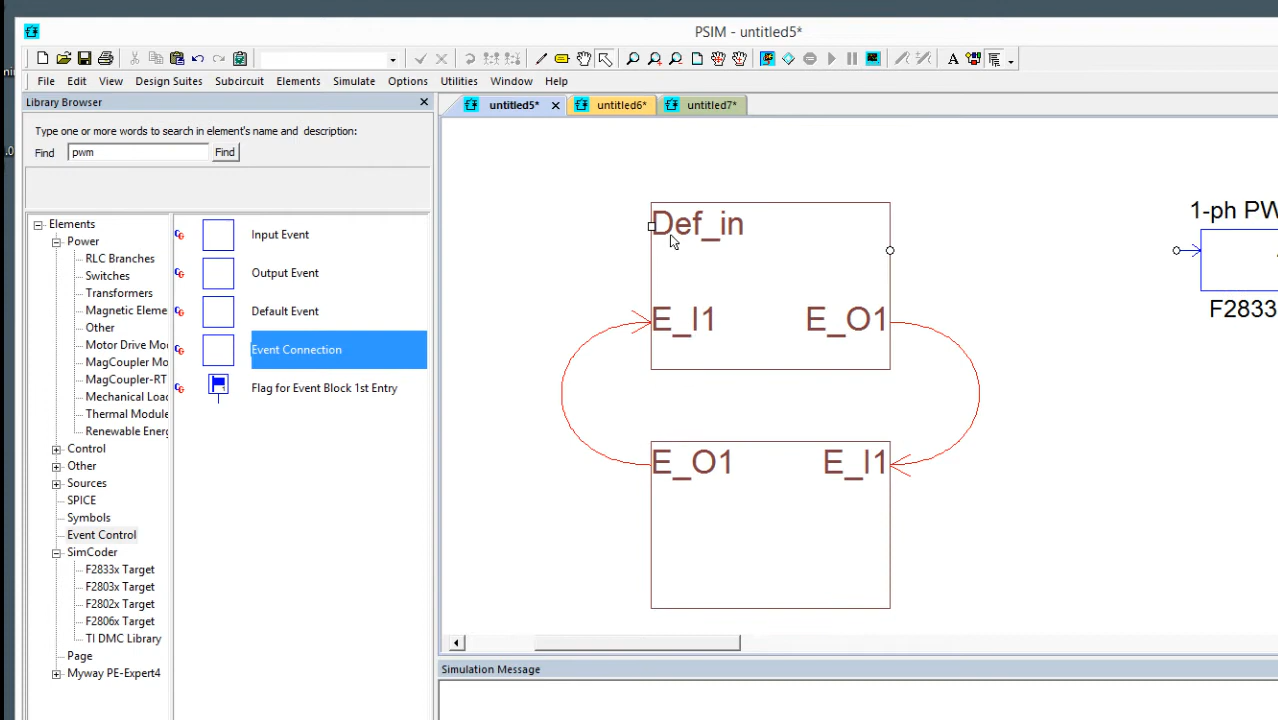 PSIM - untitled5*
File Edit View Design Suites Subcircuit Elements Simulate Options Utilities Window Help
Library Browser
untitled5* untitled6* untitled7*
Type one or more words to search in element's name and description:
Find pwm Find
Elements
Power
RLC Branches
Switches
Transformers
Magnetic Eleme
Other
Motor Drive Mo
MagCoupler Mo
MagCoupler-RT
Mechanical Load
Thermal Module
Renewable Energ
Control
Other
Sources
SPICE
Symbols
Event Control
SimCoder
F2833x Target
F2803x Target
F2802x Target
F2806x Target
TI DMC Library
Page
Myway PE-Expert4
Input Event
Output Event
Default Event
Event Connection
Flag for Event Block 1st Entry
Def_in
E_I1 E_O1
E_O1 E_I1
1-ph PW
F2833
Simulation Message